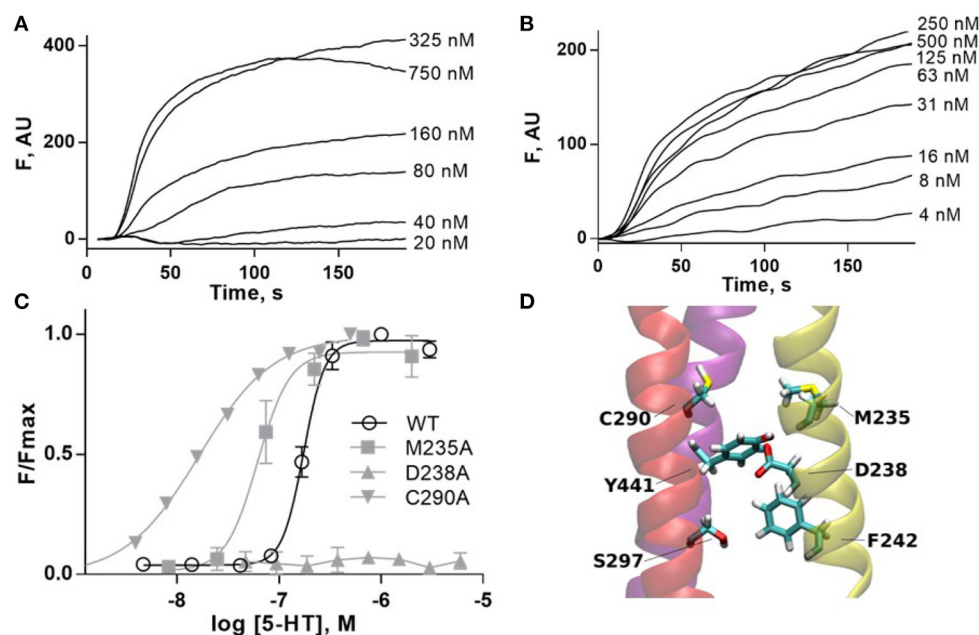 A
F, AU
400
200
0
0
50
100
150
Time, s
325 nM
750 nM
160 nM
80 nM
40 nM
20 nM
B
F, AU
200
100
0
0
50
100
150
Time, s
250 nM
500 nM
125 nM
63 nM
31 nM
16 nM
8 nM
4 nM
C
F/Fmax
1.0
0.5
0.0
-8
-7
-6
-5
log [5-HT], M
WT
M235A
D238A
C290A
D
C290
Y441
S297
M235
D238
F242